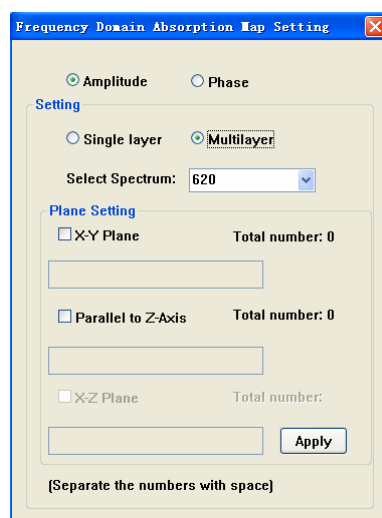 Frequency Domain Absorption Map Setting
Amplitude Phase
Setting
Single layer Multilayer
Select Spectrum: 620
Plane Setting
X-Y Plane Total number: 0
Parallel to Z-Axis Total number: 0
X-Z Plane Total number:
Apply
(Separate the numbers with space)